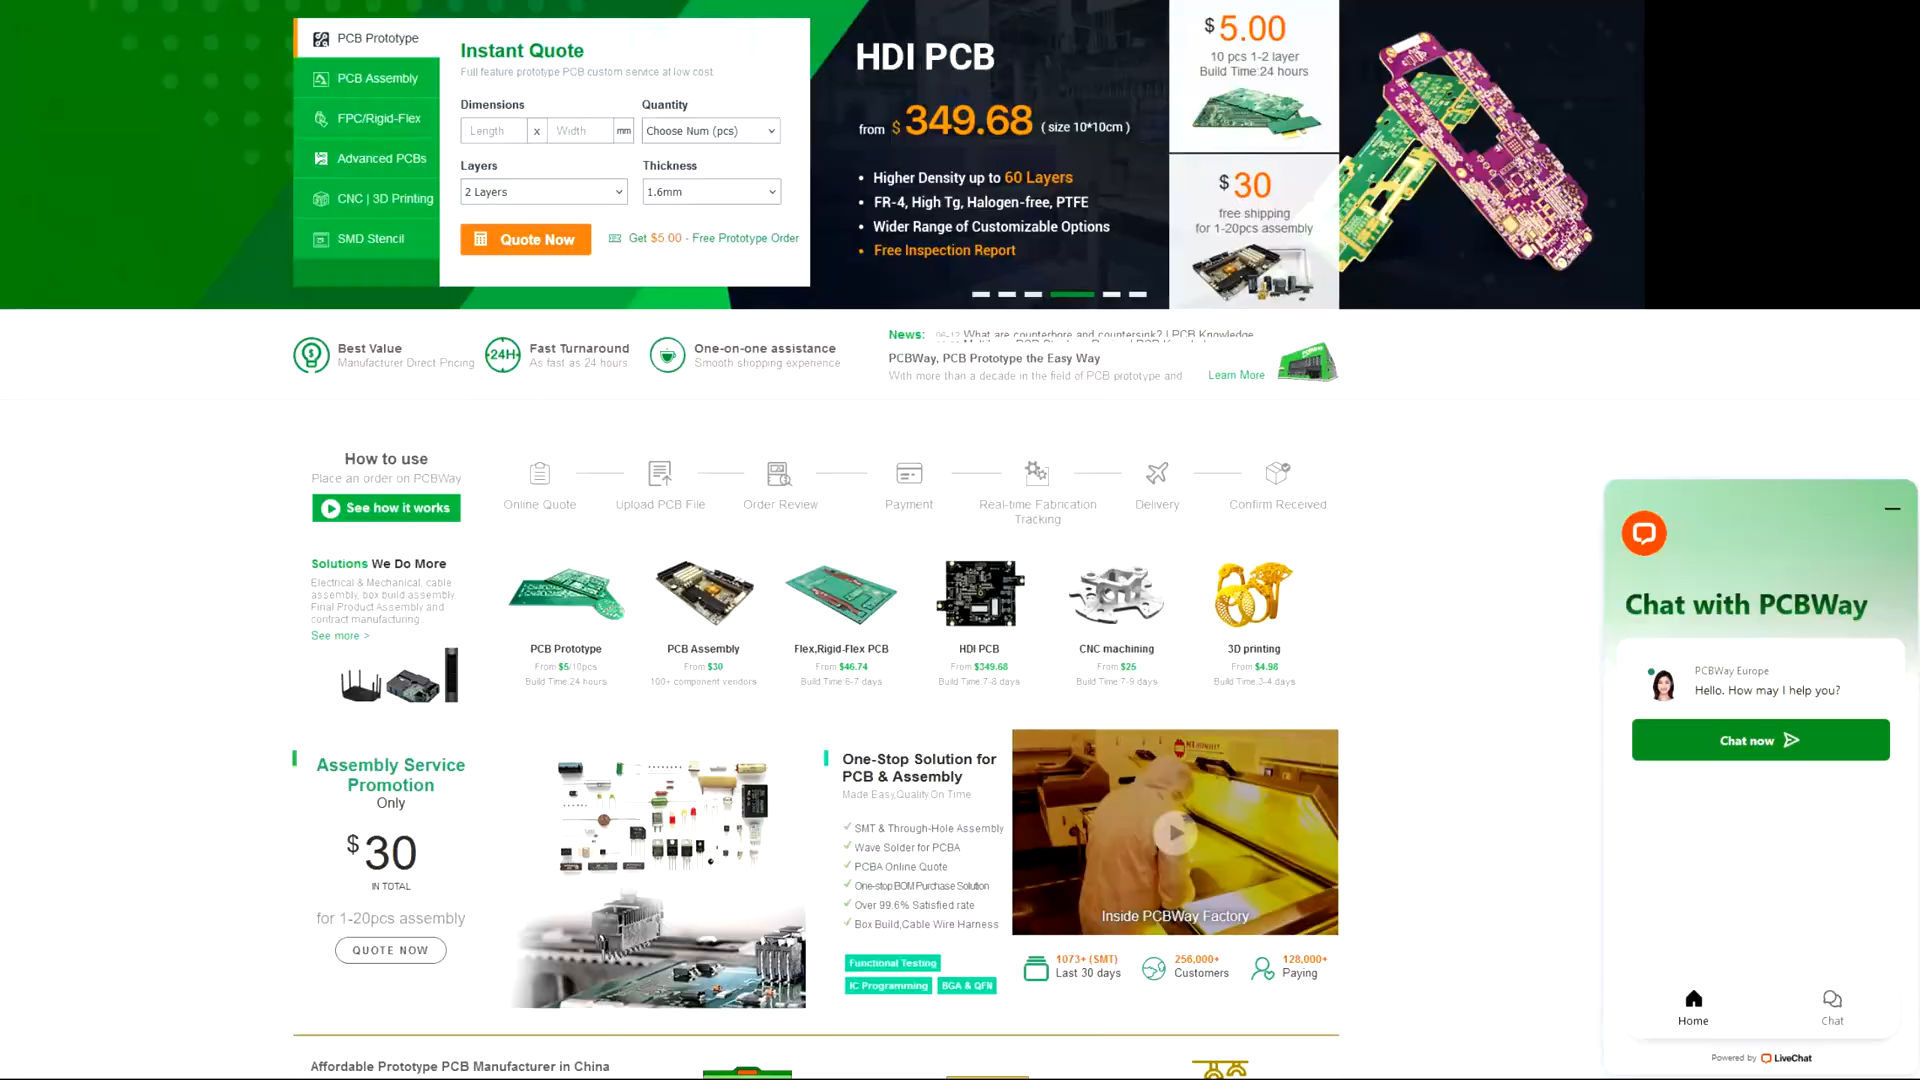 PCB Prototype
PCB Assembly
FPC/Rigid-Flex
Advanced PCBs
CNC | 3D Printing
SMD Stencil
Instant Quote
Full feature prototype PCB custom service at low cost
Dimensions
Quantity
Length x Width mm
Choose Num (pcs)
Layers
Thickness
2 Layers
1.6mm
Quote Now
Get $5.00 - Free Prototype Order
HDI PCB
from $ 349.68 ( size 10*10cm )
• Higher Density up to 60 Layers
• FR-4, High Tg, Halogen-free, PTFE
• Wider Range of Customizable Options
• Free Inspection Report
$ 5.00
10 pcs 1-2 layer
Build Time:24 hours
$ 30
free shipping
for 1-20pcs assembly
Best Value
Manufacturer Direct Pricing
24H
Fast Turnaround
As fast as 24 hours
One-on-one assistance
Smooth shopping experience
News: 06-12 What are counterbore and countersink? | PCB Knowledge
PCBWay, PCB Prototype the Easy Way
With more than a decade in the field of PCB prototype and
Learn More
How to use
Place an order on PCBWay
See how it works
Online Quote
Upload PCB File
Order Review
Payment
Real-time Fabrication
Tracking
Delivery
Confirm Received
Solutions We Do More
Electrical & Mechanical, cable
assembly, box build assembly.
Final Product Assembly and
contract manufacturing
See more >
PCB Prototype
From $5/10pcs
Build Time:24 hours
PCB Assembly
From $30
100+ component vendors
Flex,Rigid-Flex PCB
From $46.74
Build Time:6-7 days
HDI PCB
From $349.68
Build Time:7-8 days
CNC machining
From $25
Build Time:7-9 days
3D printing
From $4.98
Build Time:3-4 days
Assembly Service
Promotion
Only
$ 30
IN TOTAL
for 1-20pcs assembly
QUOTE NOW
One-Stop Solution for
PCB & Assembly
Made Easy,Quality,On Time
SMT & Through-Hole Assembly
Wave Solder for PCBA
PCBA Online Quote
One-stop BOM Purchase Solution
Over 99.6% Satisfied rate
Box Build,Cable Wire Harness
Functional Testing
IC Programming
BGA & QFN
Inside PCBWay Factory
1073+ (SMT)
Last 30 days
256,000+
Customers
128,000+
Paying
Affordable Prototype PCB Manufacturer in China
Chat with PCBWay
PCBWay Europe
Hello. How may I help you?
Chat now
Home
Chat
Powered by LiveChat